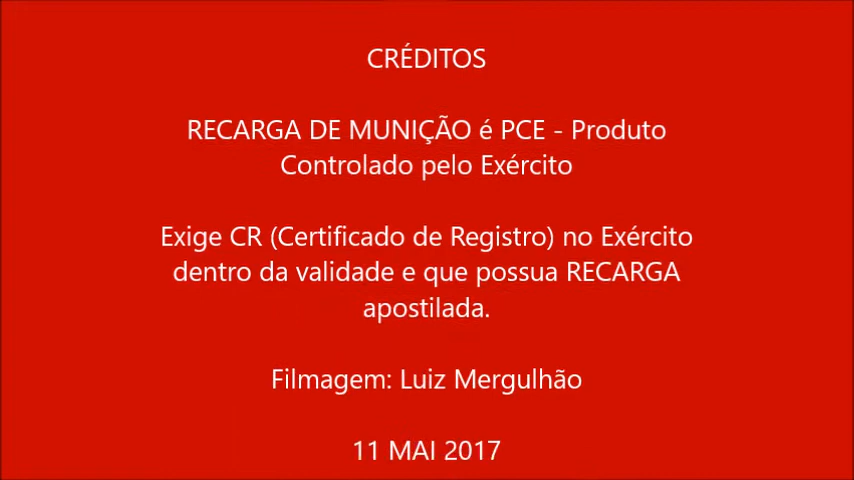 CRÉDITOS
RECARGA DE MUNIÇÃO é PCE - Produto
Controlado pelo Exército
Exige CR (Certificado de Registro) no Exército
dentro da validade e que possua RECARGA
apostilada.
Filmagem: Luiz Mergulhão
11 MAI 2017